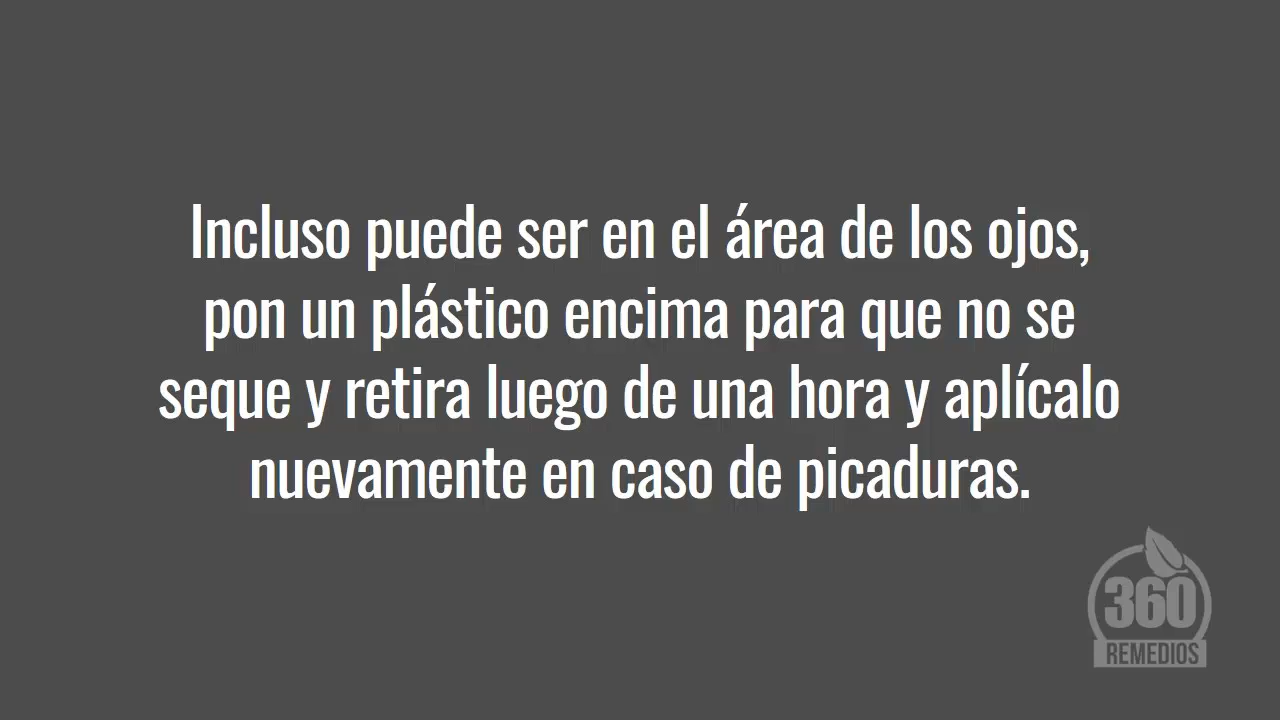 Incluso puede ser en el área de los ojos,
pon un plástico encima para que no se
seque y retira luego de una hora y aplícalo
nuevamente en caso de picaduras.
360
REMEDIOS